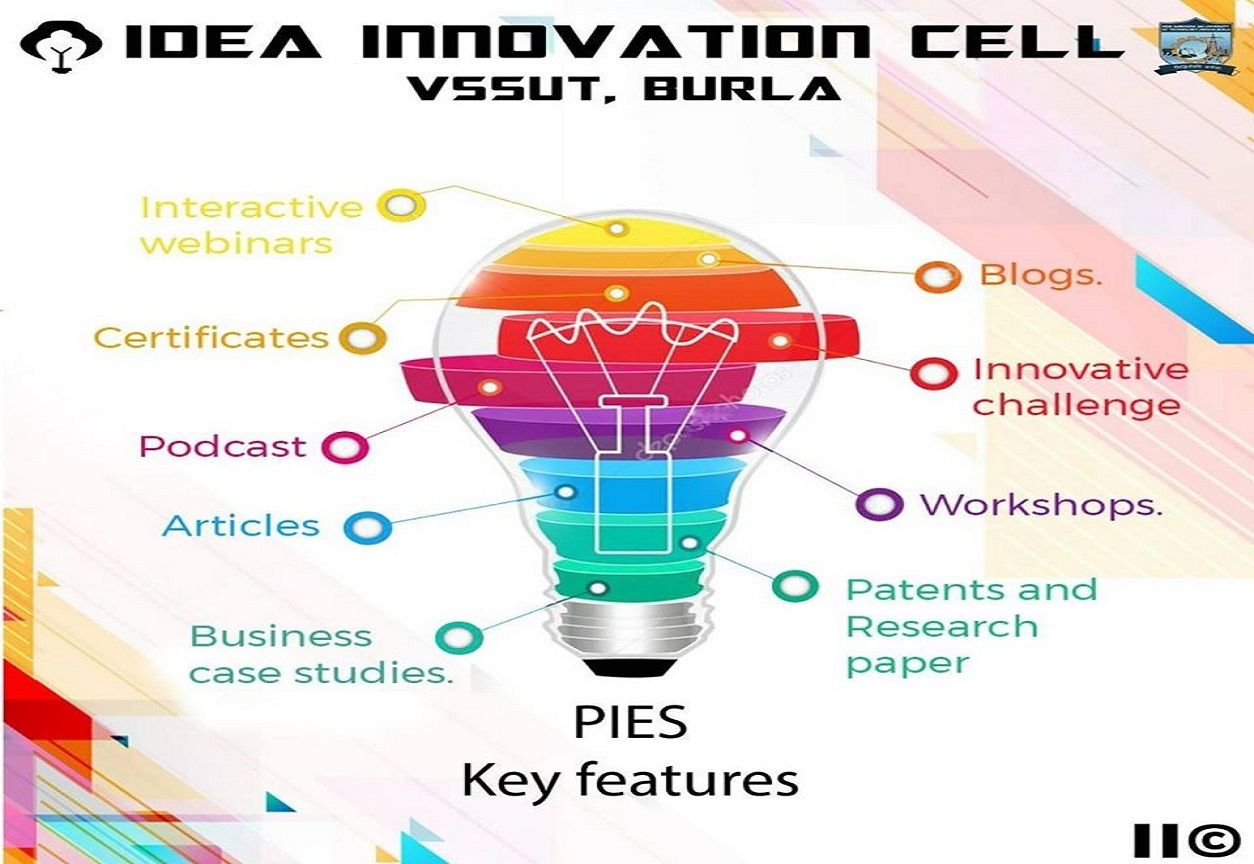 IDEA INNOVATION CELL
VSSUT, BURLA
Interactive
webinars
Blogs.
Certificates
Innovative
challenge
Podcast
Workshops.
Articles
Patents and
Research
paper
Business
case studies.
PIES
Key features
II©